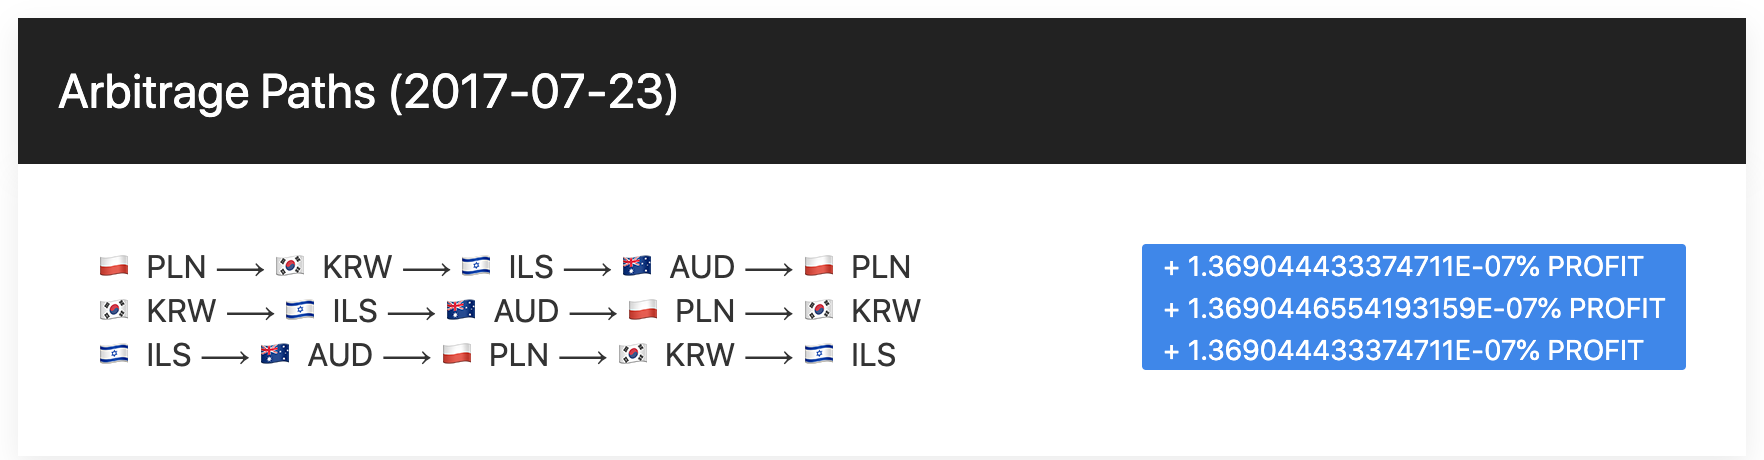 Arbitrage Paths (2017-07-23)
PLN ⟶ KRW ⟶ ILS ⟶ AUD ⟶ PLN + 1.369044433374711E-07% PROFIT
KRW ⟶ ILS ⟶ AUD ⟶ PLN ⟶ KRW + 1.3690446554193159E-07% PROFIT
ILS ⟶ AUD ⟶ PLN ⟶ KRW ⟶ ILS + 1.369044433374711E-07% PROFIT